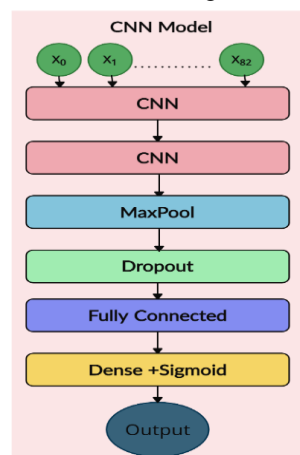 CNN Model
X0 X1 ........... X82
CNN
CNN
MaxPool
Dropout
Fully Connected
Dense +Sigmoid
Output